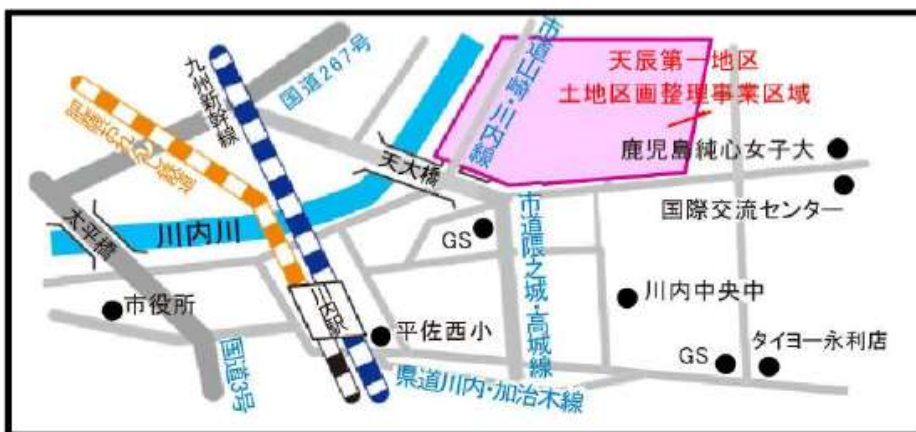 天辰第一地区
土地区画整理事業区域
市道山崎・川内線
国道267号
九州新幹線
肥薩おれんじ鉄道
鹿児島純心女子大
天大橋
国際交流センター
太平橋
川内川
GS
市道隈之城・高城線
川内中央中
市役所
川内駅
平佐西小
タイヨー永利店
GS
国道3号
県道川内・加治木線